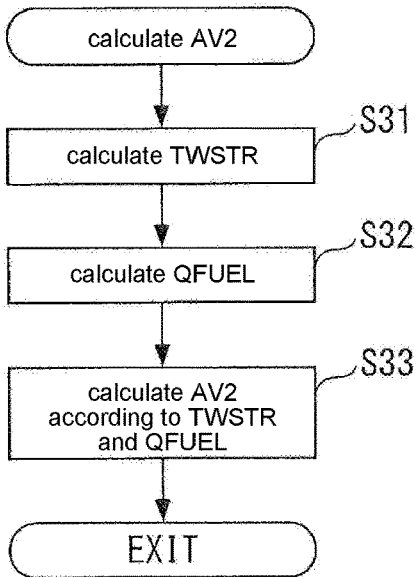 calculate AV2
S31
calculate TWSTR
S32
calculate QFUEL
S33
calculate AV2
according to TWSTR
and QFUEL
EXIT